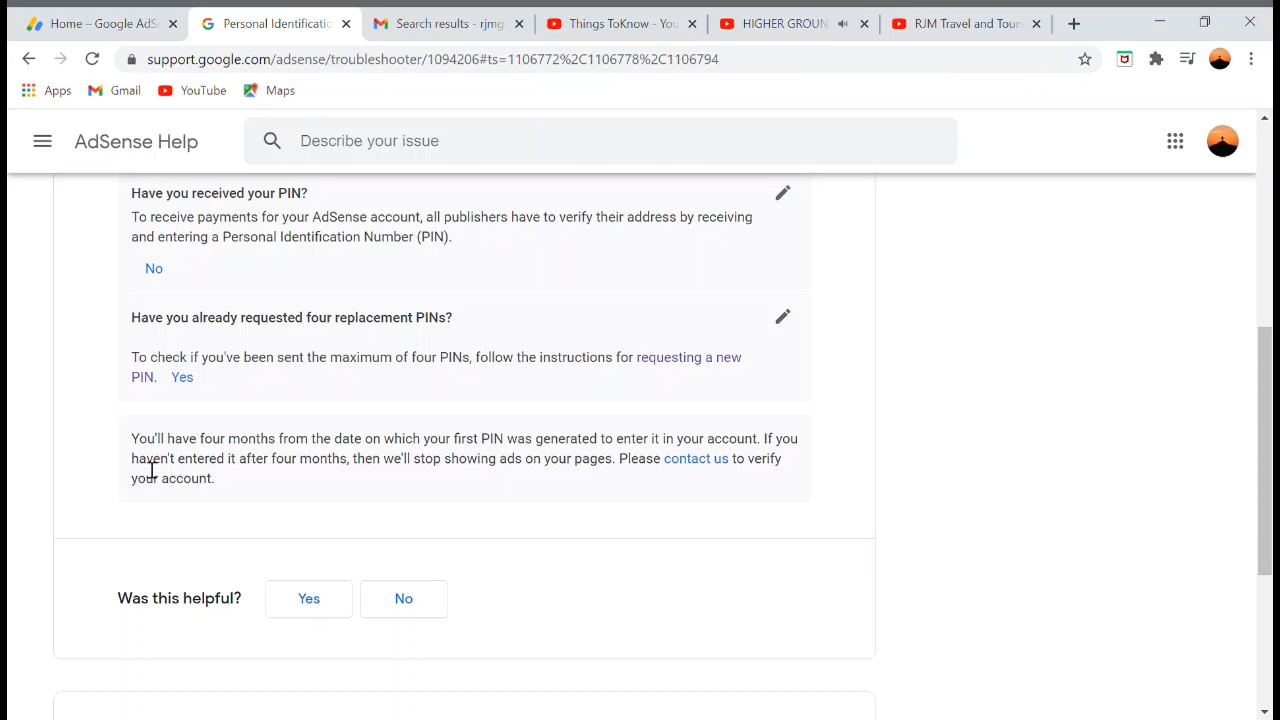 Home – Google AdS
Personal Identificatio
Search results - rjmg
Things ToKnow - You
HIGHER GROUN
RJM Travel and Tours
support.google.com/adsense/troubleshooter/1094206#ts=1106772%2C1106778%2C1106794
Apps
Gmail
YouTube
Maps
AdSense Help
Describe your issue
Have you received your PIN?
To receive payments for your AdSense account, all publishers have to verify their address by receiving
and entering a Personal Identification Number (PIN).
No
Have you already requested four replacement PINs?
To check if you've been sent the maximum of four PINs, follow the instructions for requesting a new
PIN. Yes
You'll have four months from the date on which your first PIN was generated to enter it in your account. If you
haven't entered it after four months, then we'll stop showing ads on your pages. Please contact us to verify
your account.
Was this helpful?
Yes
No